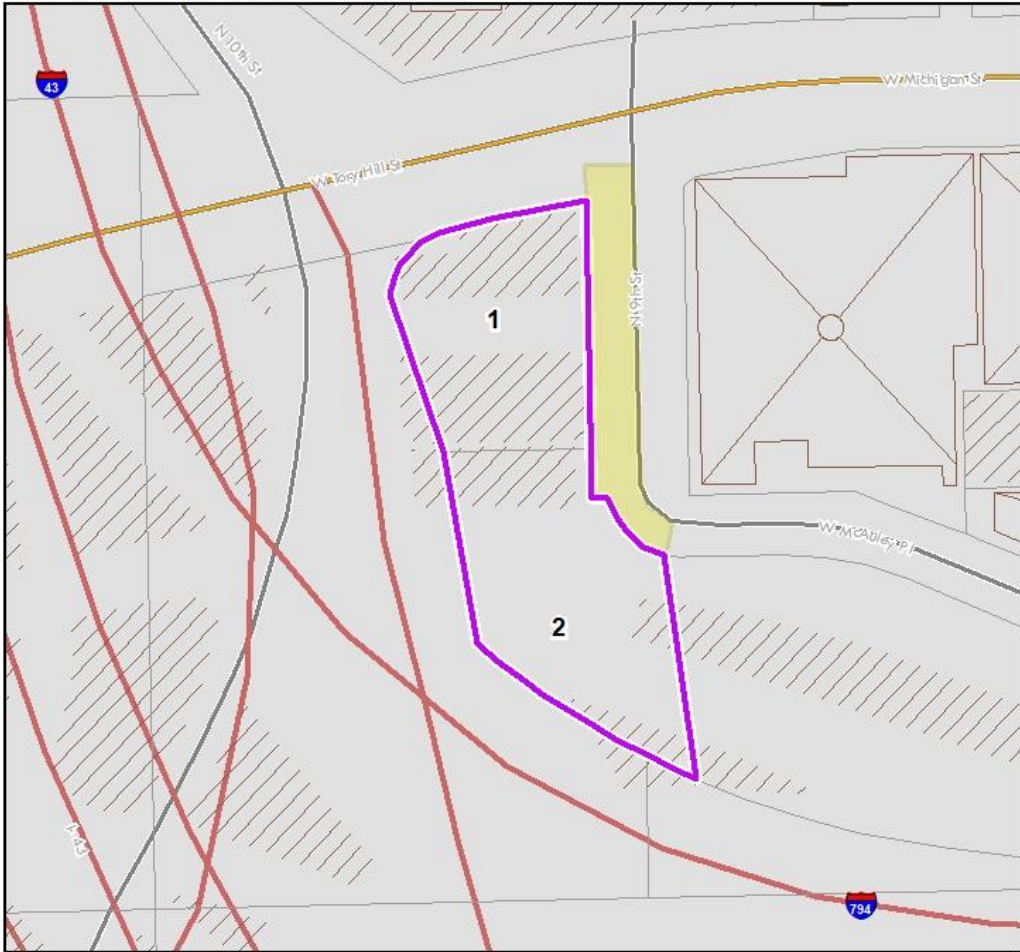 N 10th St
43
W Michigan St
W Tory Hill St
N 9th St
1
W McAuley Pl
2
I-43
794